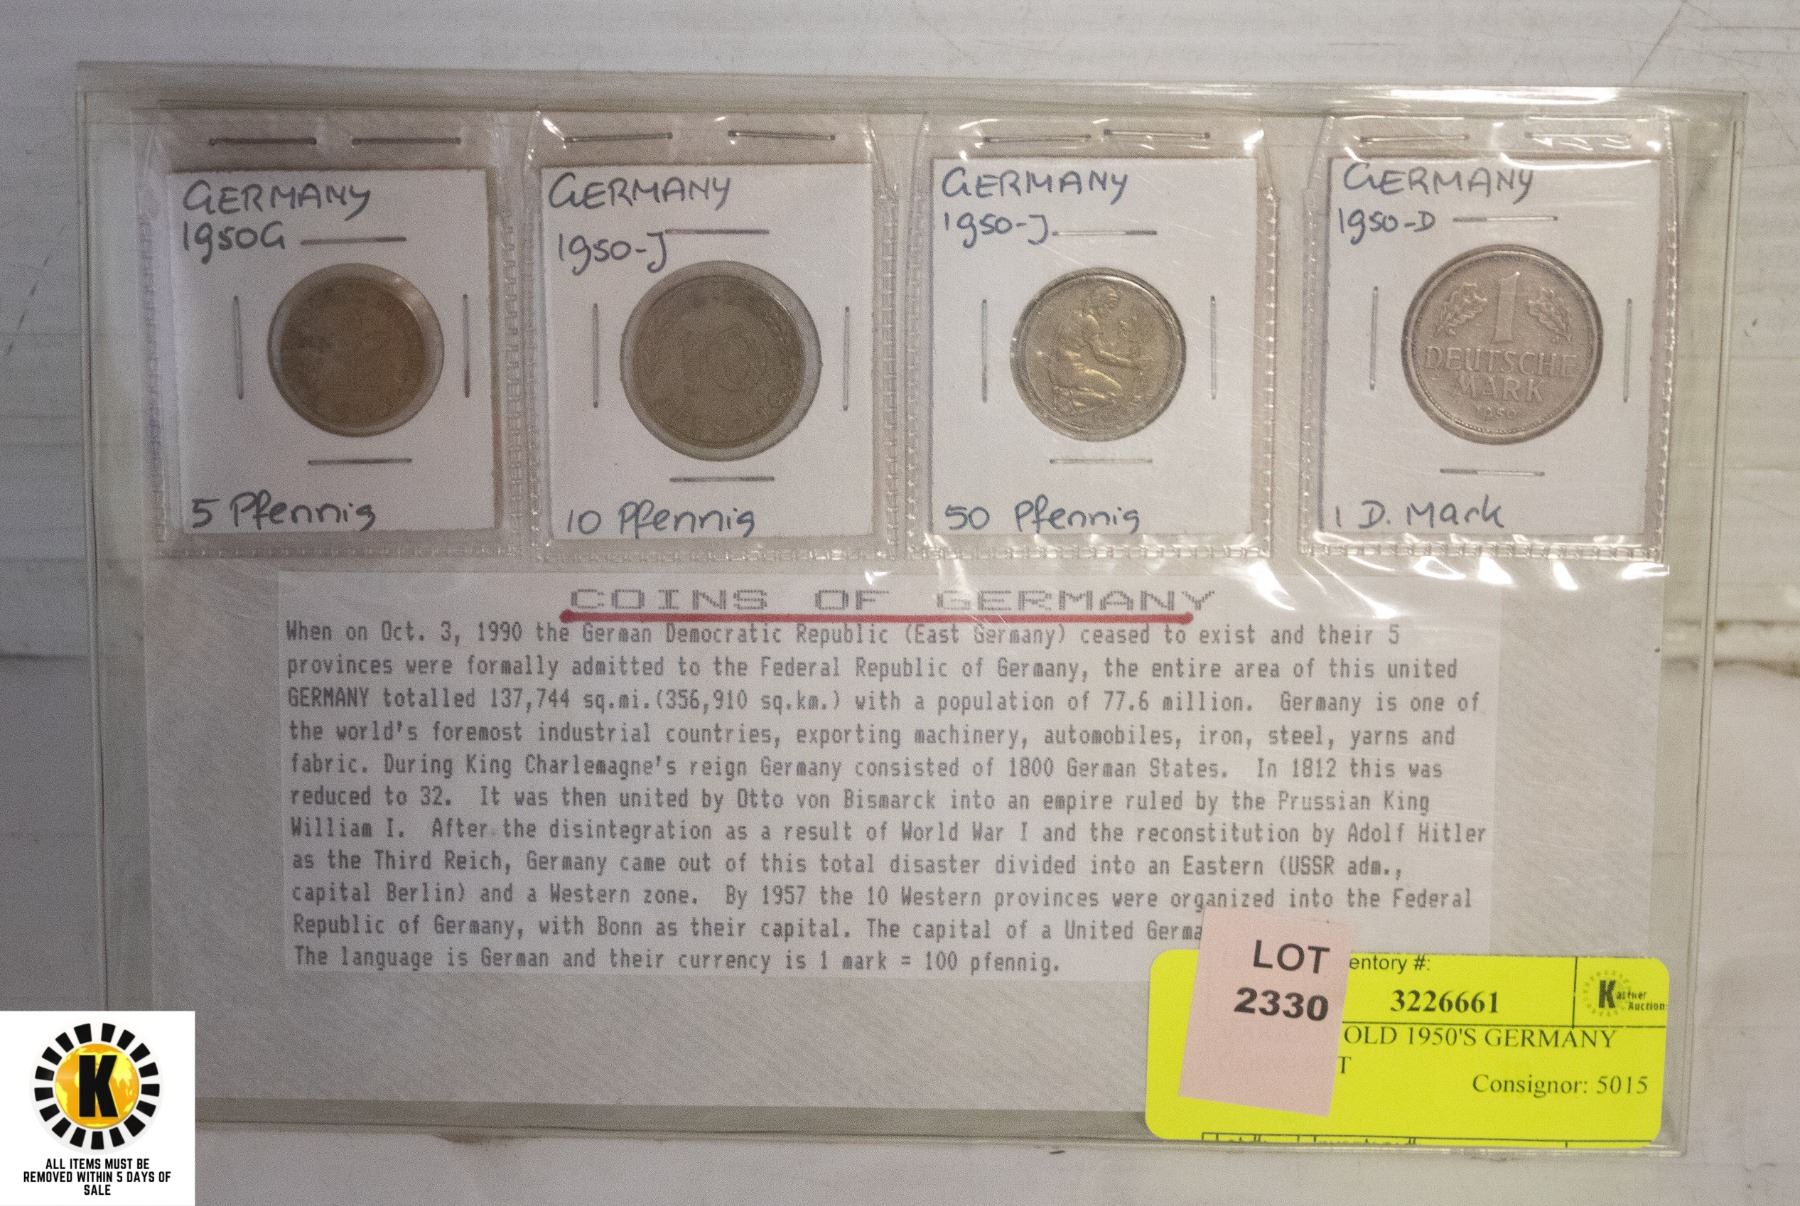 GERMANY
1950G
5 Pfennig
GERMANY
1950-J
10 Pfennig
10
GERMANY
1950-J.
50 Pfennig
GERMANY
1950-D
1
DEUTSCHE
MARK
1950
1 D. Mark
COINS OF GERMANY
When on Oct. 3, 1990 the German Democratic Republic (East Germany) ceased to exist and their 5
provinces were formally admitted to the Federal Republic of Germany, the entire area of this united
GERMANY totalled 137,744 sq.mi.(356,910 sq.km.) with a population of 77.6 million. Germany is one of
the world's foremost industrial countries, exporting machinery, automobiles, iron, steel, yarns and
fabric. During King Charlemagne's reign Germany consisted of 1800 German States. In 1812 this was
reduced to 32. It was then united by Otto von Bismarck into an empire ruled by the Prussian King
William I. After the disintegration as a result of World War I and the reconstitution by Adolf Hitler
as the Third Reich, Germany came out of this total disaster divided into an Eastern (USSR adm.,
capital Berlin) and a Western zone. By 1957 the 10 Western provinces were organized into the Federal
Republic of Germany, with Bonn as their capital. The capital of a United Germa
The language is German and their currency is 1 mark = 100 pfennig.
LOT
2330
entory #:
3226661
Kastner
Auction
OLD 1950'S GERMANY
T
Consignor: 5015
K
ALL ITEMS MUST BE
REMOVED WITHIN 5 DAYS OF
SALE